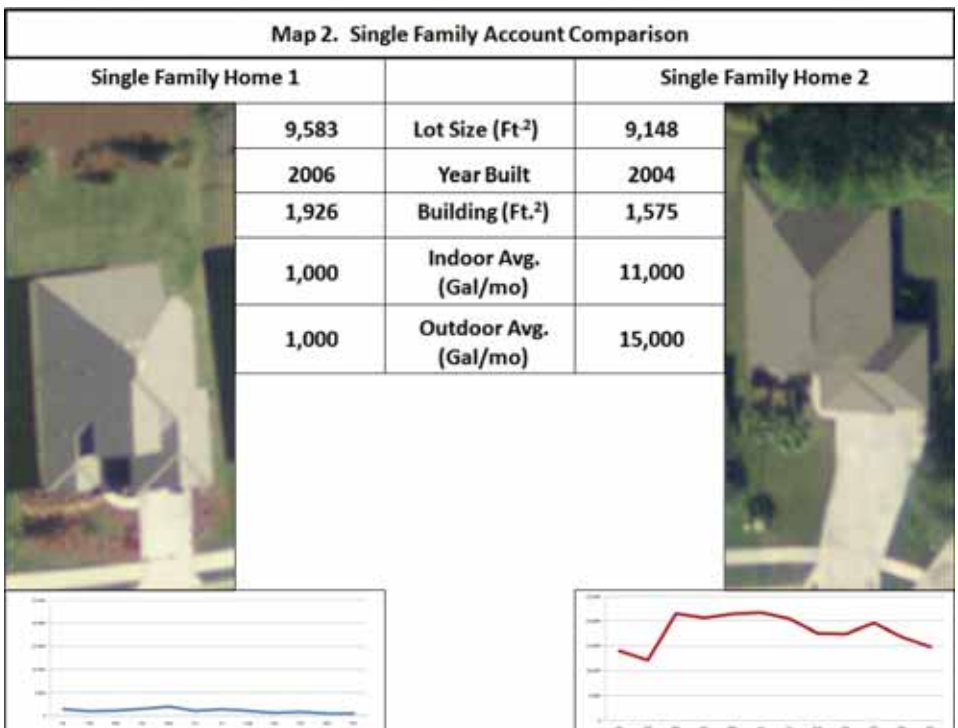 Map 2. Single Family Account Comparison
Single Family Home 1
Single Family Home 2
9,583 Lot Size (Ft.²) 9,148
2006 Year Built 2004
1,926 Building (Ft.²) 1,575
1,000 Indoor Avg. (Gal/mo) 11,000
1,000 Outdoor Avg. (Gal/mo) 15,000